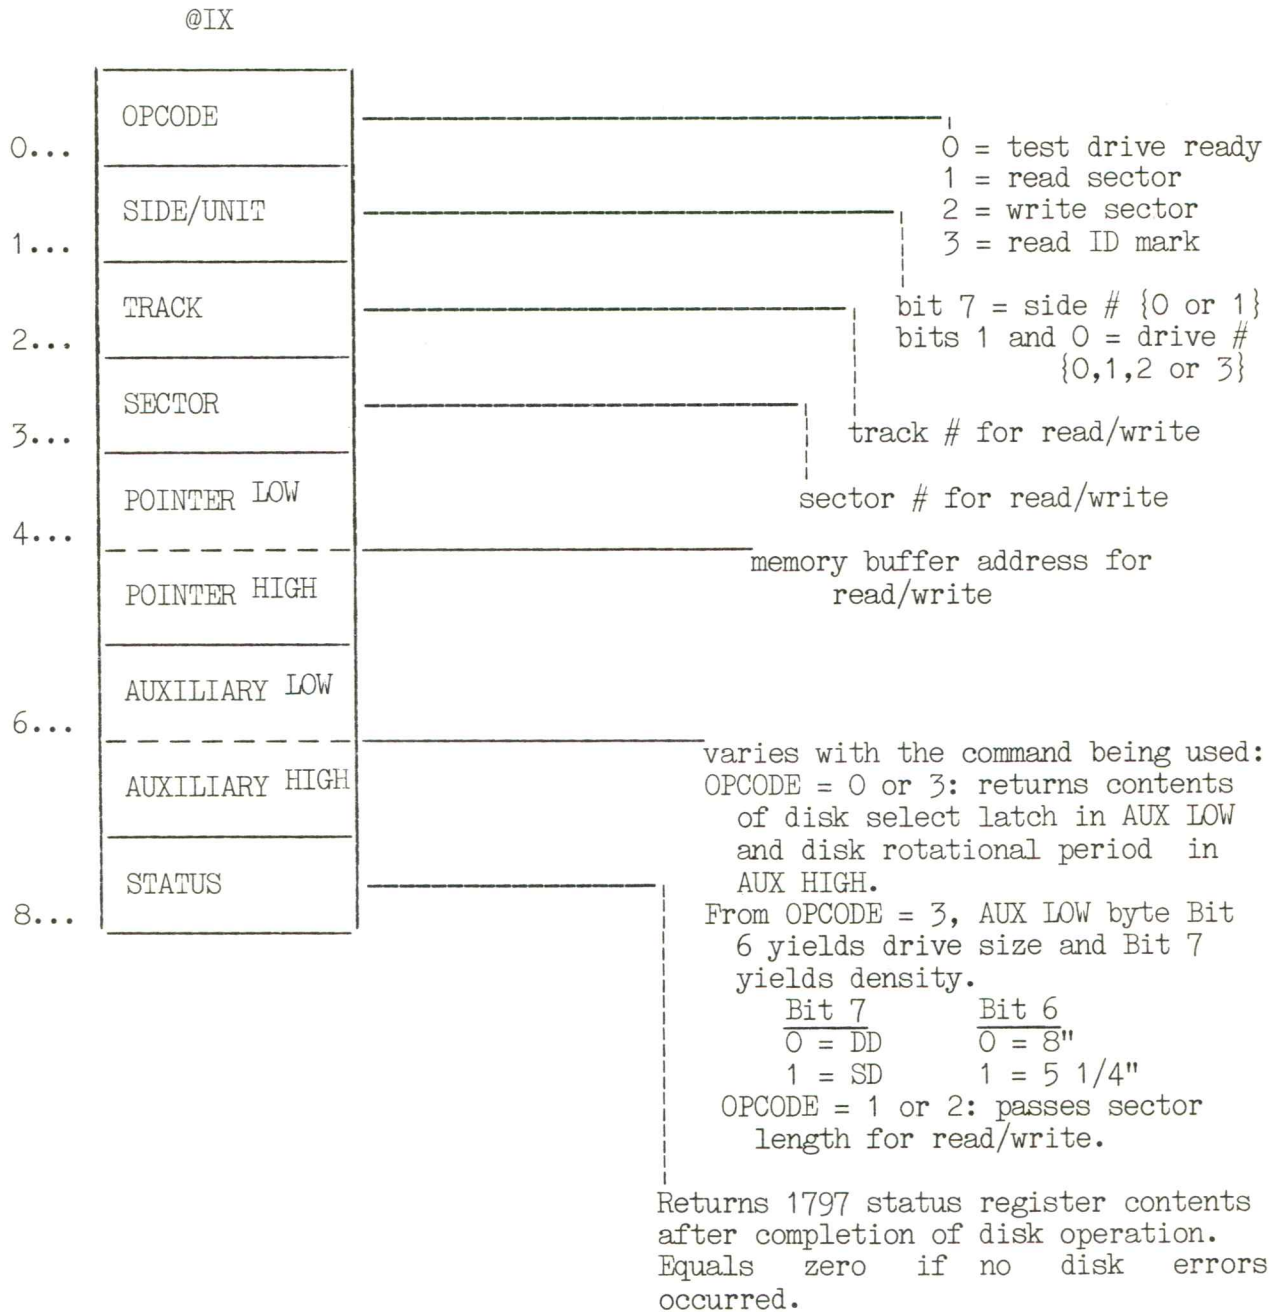 @IX
OPCODE
0...
0 = test drive ready
1 = read sector
2 = write sector
3 = read ID mark
SIDE/UNIT
1...
bit 7 = side # {0 or 1}
bits 1 and 0 = drive #
{0,1,2 or 3}
TRACK
2...
track # for read/write
SECTOR
3...
sector # for read/write
POINTER LOW
4...
POINTER HIGH
memory buffer address for
read/write
AUXILIARY LOW
6...
AUXILIARY HIGH
varies with the command being used:
OPCODE = 0 or 3: returns contents
of disk select latch in AUX LOW
and disk rotational period in
AUX HIGH.
From OPCODE = 3, AUX LOW byte Bit
6 yields drive size and Bit 7
yields density.
Bit 7 Bit 6
0 = DD 0 = 8"
1 = SD 1 = 5 1/4"
OPCODE = 1 or 2: passes sector
length for read/write.
STATUS
8...
Returns 1797 status register contents
after completion of disk operation.
Equals zero if no disk errors
occurred.